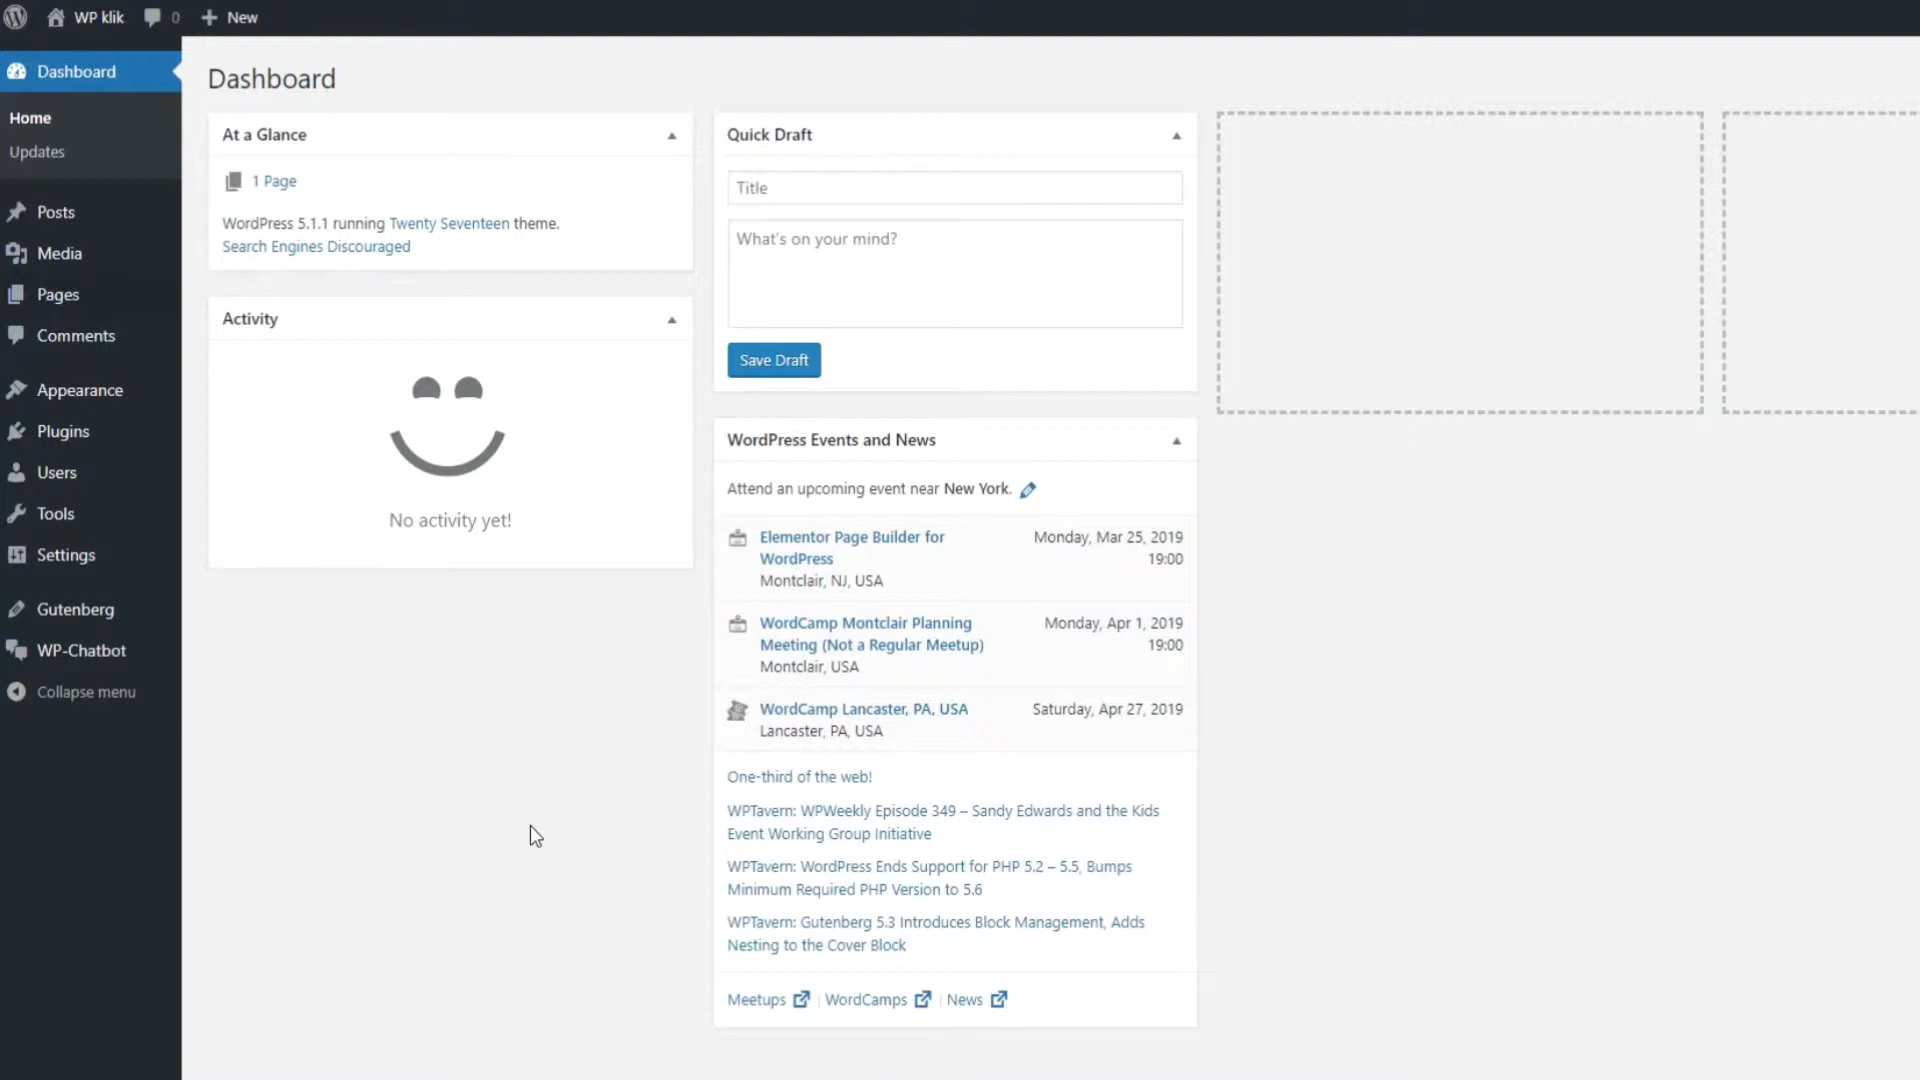 WP klik 0 New
Dashboard
Home
Updates
Posts
Media
Pages
Comments
Appearance
Plugins
Users
Tools
Settings
Gutenberg
WP-Chatbot
Collapse menu
Dashboard
At a Glance
1 Page
WordPress 5.1.1 running Twenty Seventeen theme.
Search Engines Discouraged
Activity
No activity yet!
Quick Draft
Title
What's on your mind?
Save Draft
WordPress Events and News
Attend an upcoming event near New York.
Elementor Page Builder for
WordPress
Montclair, NJ, USA
Monday, Mar 25, 2019
19:00
WordCamp Montclair Planning
Meeting (Not a Regular Meetup)
Montclair, USA
Monday, Apr 1, 2019
19:00
WordCamp Lancaster, PA, USA
Lancaster, PA, USA
Saturday, Apr 27, 2019
One-third of the web!
WPTavern: WPWeekly Episode 349 – Sandy Edwards and the Kids
Event Working Group Initiative
WPTavern: WordPress Ends Support for PHP 5.2 – 5.5, Bumps
Minimum Required PHP Version to 5.6
WPTavern: Gutenberg 5.3 Introduces Block Management, Adds
Nesting to the Cover Block
Meetups | WordCamps | News